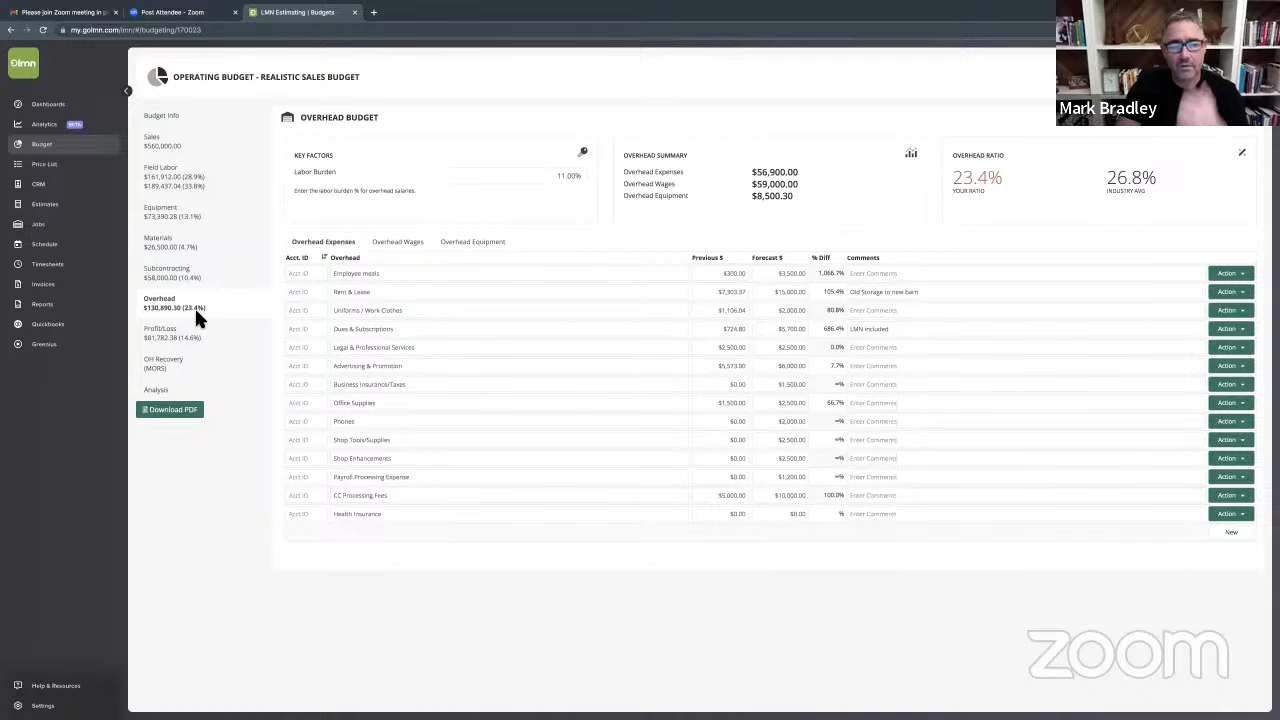 Please join Zoom meeting in p
Post Attendee - Zoom
LMN Estimating | Budgets
my.golmn.com/lmn/#/budgeting/170023
lmn
Dashboards
Analytics BETA
Budget
Price List
CRM
Estimates
Jobs
Schedule
Timesheets
Invoices
Reports
Quickbooks
Greenius
Help & Resources
Settings
OPERATING BUDGET - REALISTIC SALES BUDGET
Budget Info
Sales
$560,000.00
Field Labor
$161,912.00 (28.9%)
$189,437.04 (33.8%)
Equipment
$73,390.28 (13.1%)
Materials
$26,500.00 (4.7%)
Subcontracting
$58,000.00 (10.4%)
Overhead
$130,890.30 (23.4%)
Profit/Loss
$81,782.38 (14.6%)
OH Recovery
(MORS)
Analysis
Download PDF
OVERHEAD BUDGET
KEY FACTORS
Labor Burden 11.00%
Enter the labor burden % for overhead salaries.
OVERHEAD SUMMARY
Overhead Expenses $56,900.00
Overhead Wages $59,000.00
Overhead Equipment $8,500.30
OVERHEAD RATIO
23.4% 26.8%
YOUR RATIO INDUSTRY AVG
Overhead Expenses Overhead Wages Overhead Equipment
Acct. ID Overhead Previous $ Forecast $ % Diff Comments
Acct ID Employee meals $300.00 $3,500.00 1,066.7% Enter Comments Action
Acct ID Rent & Lease $7,303.37 $15,000.00 105.4% Old Storage to new barn Action
Acct ID Uniforms / Work Clothes $1,106.04 $2,000.00 80.8% Enter Comments Action
Acct ID Dues & Subscriptions $724.80 $5,700.00 686.4% LMN included Action
Acct ID Legal & Professional Services $2,500.00 $2,500.00 0.0% Enter Comments Action
Acct ID Advertising & Promotion $5,573.00 $6,000.00 7.7% Enter Comments Action
Acct ID Business Insurance/Taxes $0.00 $1,500.00 ∞% Enter Comments Action
Acct ID Office Supplies $1,500.00 $2,500.00 66.7% Enter Comments Action
Acct ID Phones $0.00 $2,000.00 ∞% Enter Comments Action
Acct ID Shop Tools/Supplies $0.00 $2,500.00 ∞% Enter Comments Action
Acct ID Shop Enhancements $0.00 $2,500.00 ∞% Enter Comments Action
Acct ID Payroll Processing Expense $0.00 $1,200.00 ∞% Enter Comments Action
Acct ID CC Processing Fees $5,000.00 $10,000.00 100.0% Enter Comments Action
Acct ID Health Insurance $0.00 $0.00 % Enter Comments Action
New
Mark Bradley
zoom